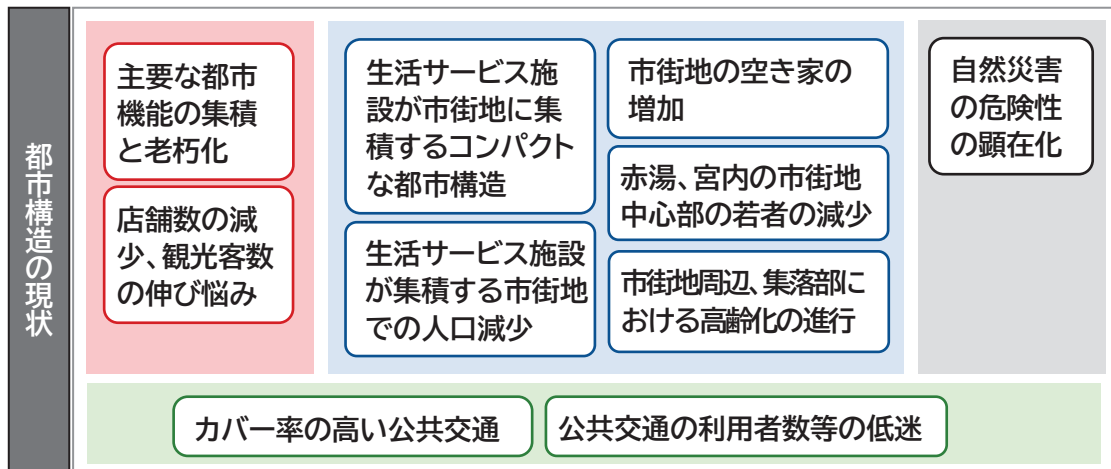 都市構造の現状
主要な都市
機能の集積
と老朽化
店舗数の減
少、観光客数
の伸び悩み
生活サービス施
設が市街地に集
積するコンパクト
な都市構造
生活サービス施設
が集積する市街地
での人口減少
市街地の空き家の
増加
赤湯、宮内の市街地
中心部の若者の減少
市街地周辺、集落部に
おける高齢化の進行
自然災害
の危険性
の顕在化
カバー率の高い公共交通
公共交通の利用者数等の低迷